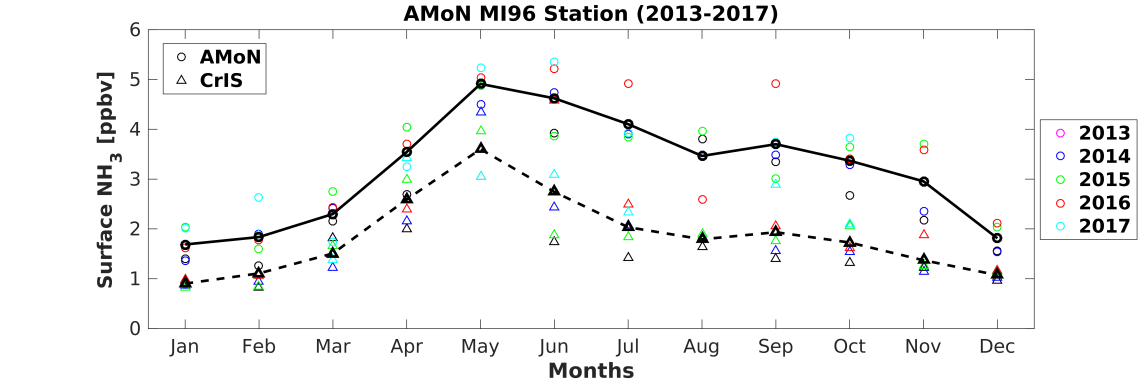 AMoN MI96 Station (2013-2017)
6
5
4
3
2
1
0
Surface NH3 [ppbv]
AMoN
CrIS
2013
2014
2015
2016
2017
Jan Feb Mar Apr May Jun Jul Aug Sep Oct Nov Dec
Months